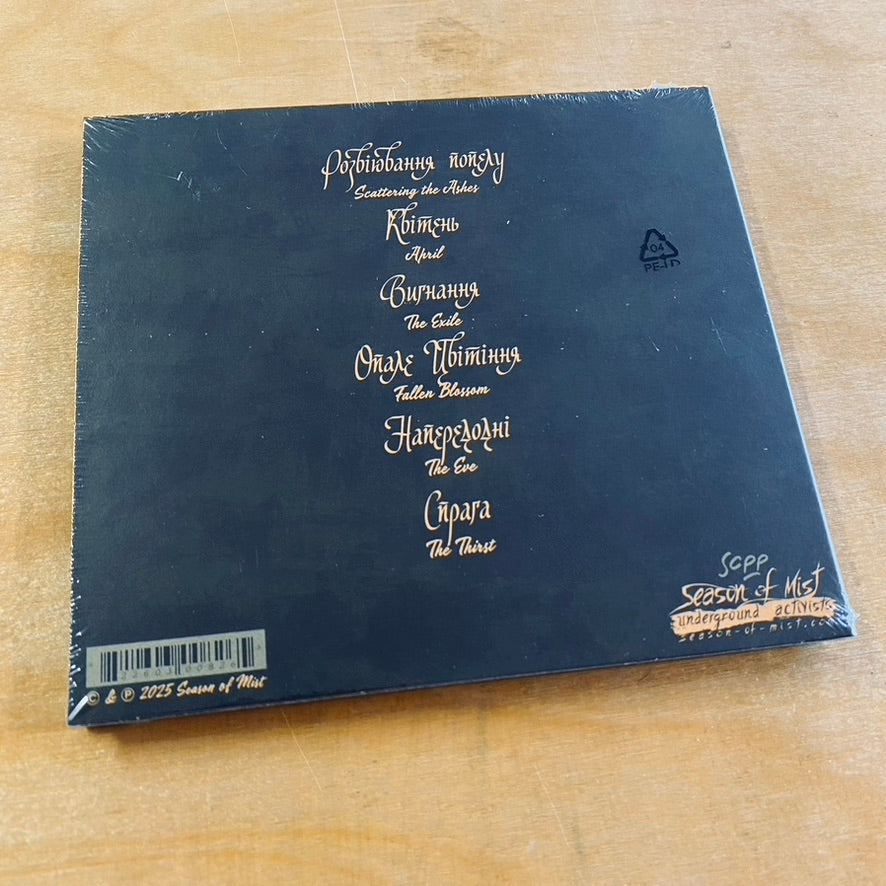 Розвіювання попелу
Scattering the Ashes
Квітень
April
Вигнання
The Exile
Опале Цвітіння
Fallen Blossom
Напередодні
The Eve
Спрага
The Thirst
04
PE-LD
SCPP
Season of Mist
underground activists
season-of-mist.com
822603008263
© & ℗ 2025 Season of Mist